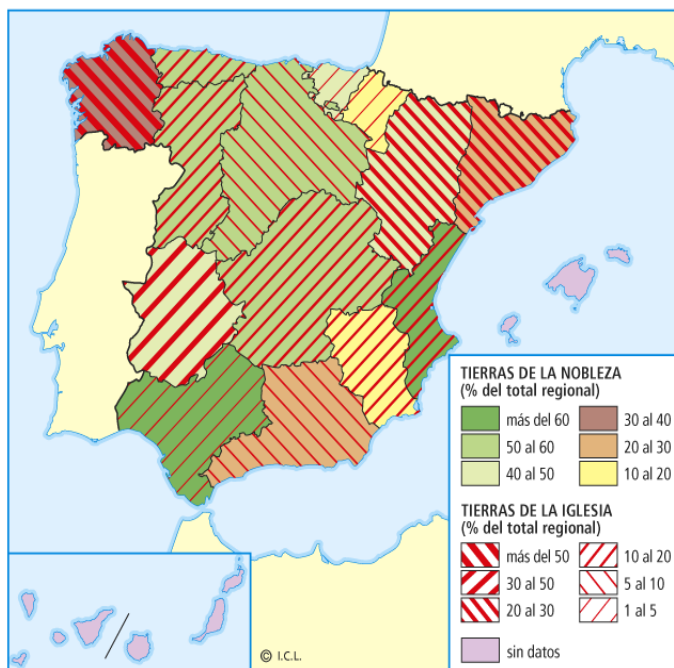 TIERRAS DE LA NOBLEZA
(% del total regional)
más del 60
30 al 40
50 al 60
20 al 30
40 al 50
10 al 20
TIERRAS DE LA IGLESIA
(% del total regional)
más del 50
10 al 20
30 al 50
5 al 10
20 al 30
1 al 5
sin datos
© I.C.L.